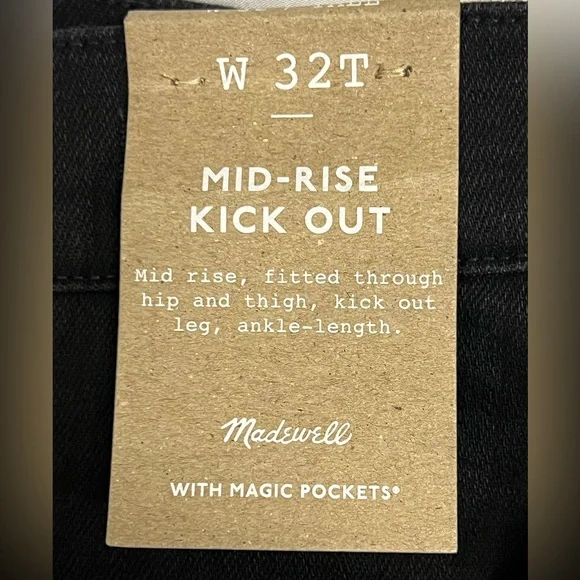 W 32T
MID-RISE
KICK OUT
Mid rise, fitted through
hip and thigh, kick out
leg, ankle-length.
Madewell
WITH MAGIC POCKETS®